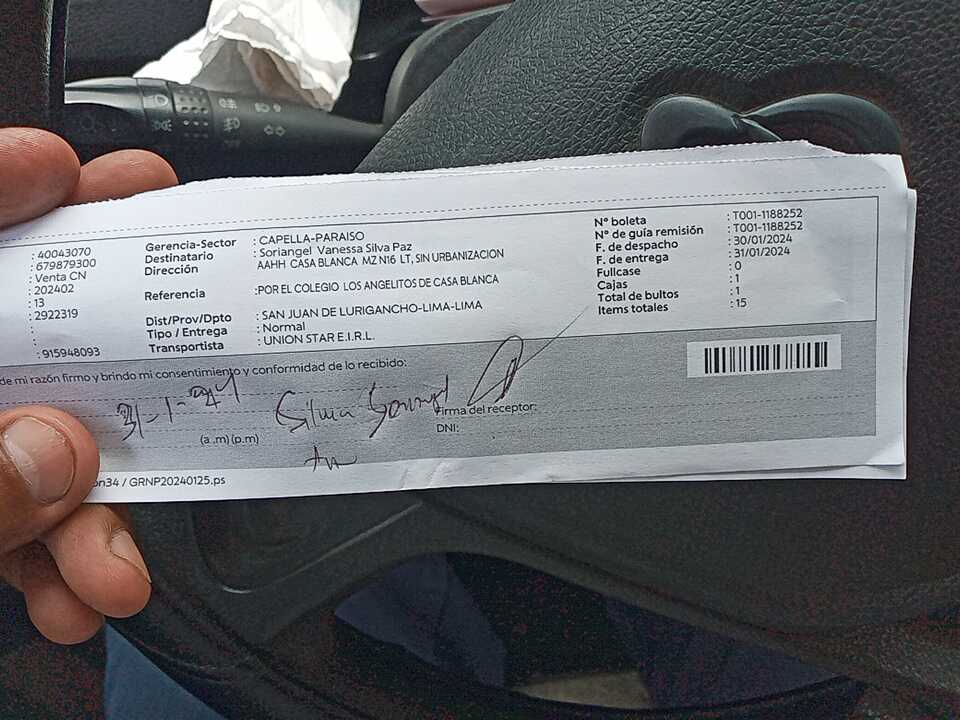 : 40043070
: 679879300
: Venta CN
: 202402
: 13
: 2922319
: 915948093
Gerencia-Sector : CAPELLA-PARAISO
Destinatario : Soriangel Vanessa Silva Paz
Dirección AAHH CASA BLANCA MZ N16 LT, SIN URBANIZACION
Referencia :POR EL COLEGIO LOS ANGELITOS DE CASA BLANCA
Dist/Prov/Dpto : SAN JUAN DE LURIGANCHO-LIMA-LIMA
Tipo / Entrega : Normal
Transportista : UNION STAR E.I.R.L.
N° boleta : T001-1188252
N° de guía remisión : T001-1188252
F. de despacho : 30/01/2024
F. de entrega : 31/01/2024
Fullcase : 0
Cajas : 1
Total de bultos : 1
Items totales : 15
de mi razón firmo y brindo mi consentimiento y conformidad de lo recibido:
31-1-24 Silva
(a .m) (p.m)
Firma del receptor:
DNI:
on34 / GRNP20240125.ps